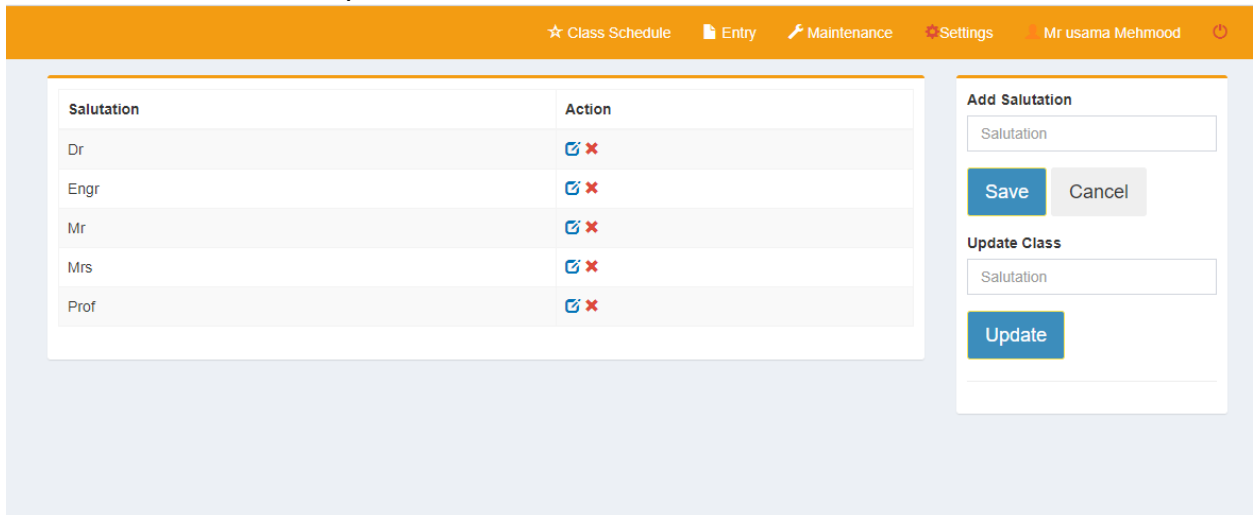 Class Schedule Entry Maintenance Settings Mr usama Mehmood
Salutation Action
Dr
Engr
Mr
Mrs
Prof
Add Salutation
Salutation
Save Cancel
Update Class
Salutation
Update